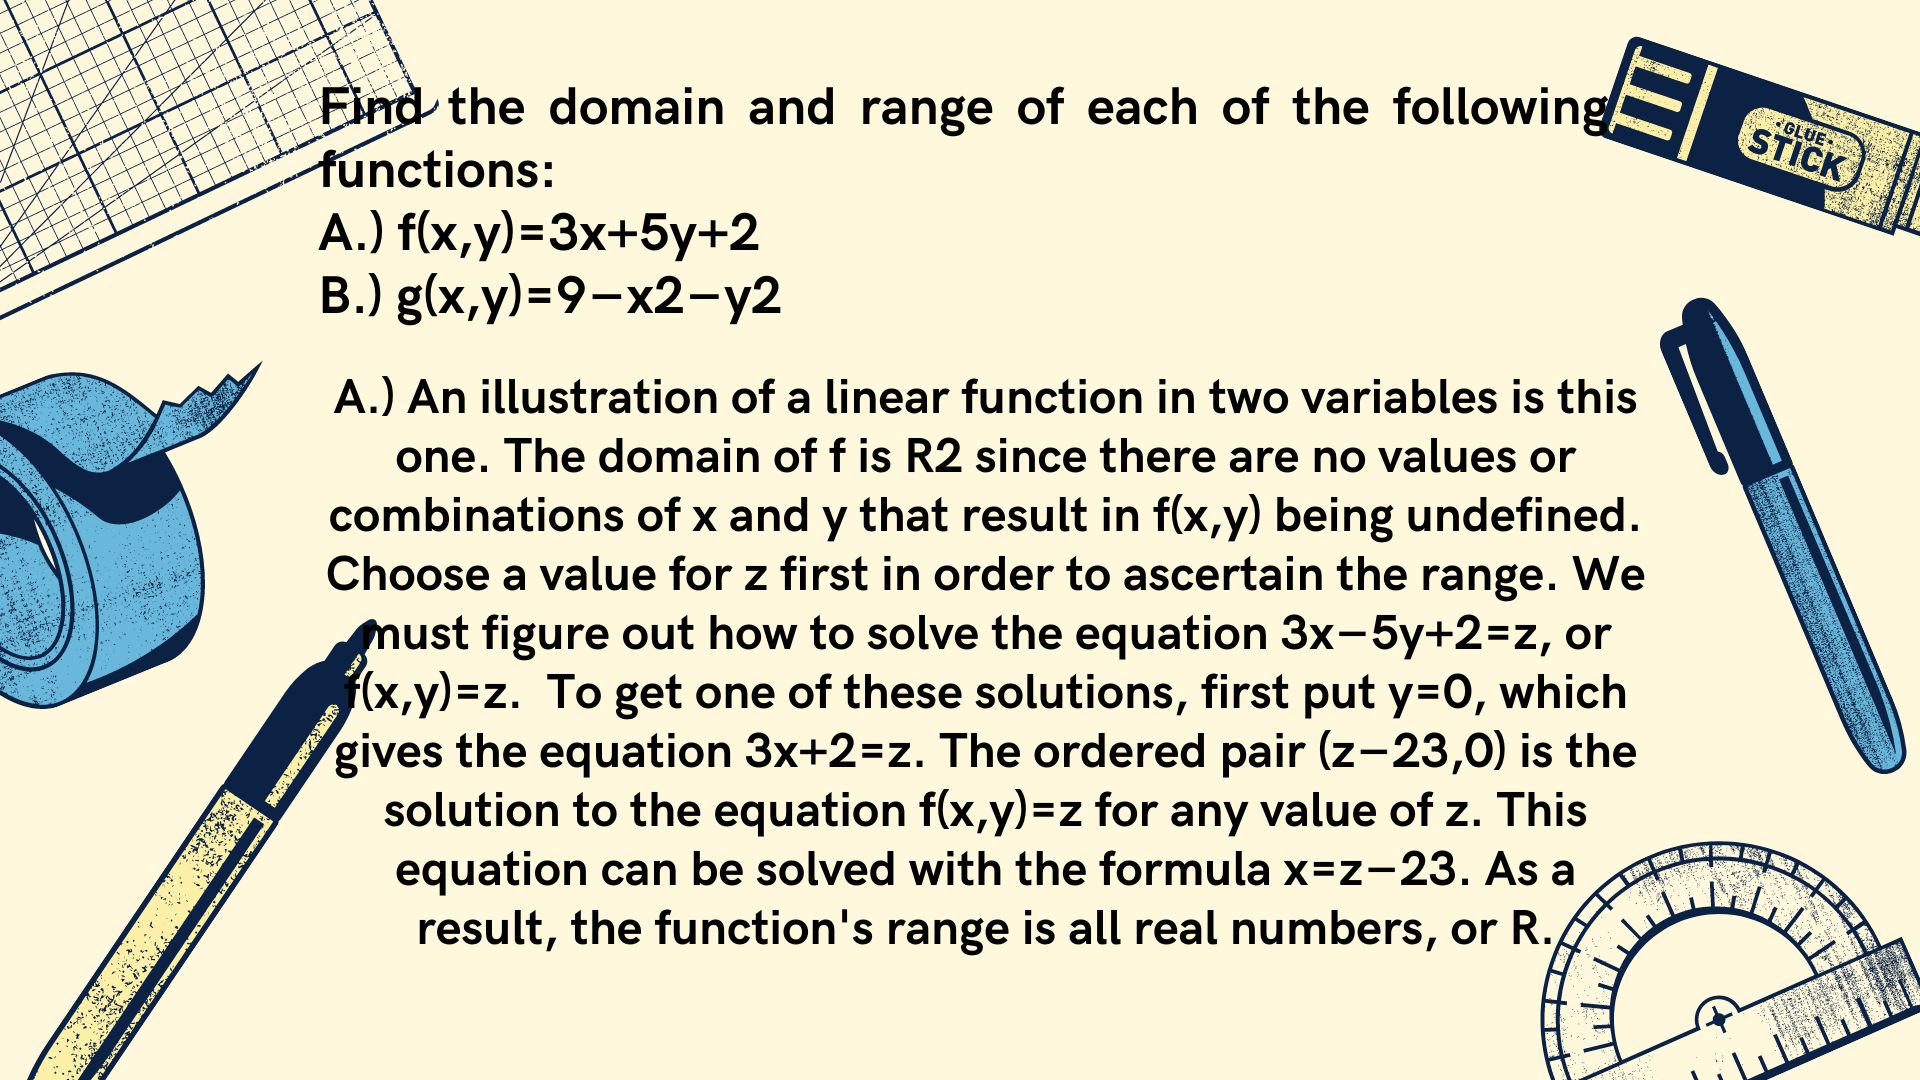 Find the domain and range of each of the following
functions:
A.) f(x,y)=3x+5y+2
B.) g(x,y)=9−x2−y2
A.) An illustration of a linear function in two variables is this
one. The domain of f is R2 since there are no values or
combinations of x and y that result in f(x,y) being undefined.
Choose a value for z first in order to ascertain the range. We
must figure out how to solve the equation 3x−5y+2=z, or
f(x,y)=z. To get one of these solutions, first put y=0, which
gives the equation 3x+2=z. The ordered pair (z−23,0) is the
solution to the equation f(x,y)=z for any value of z. This
equation can be solved with the formula x=z−23. As a
result, the function's range is all real numbers, or R.
·GLUE·
STICK